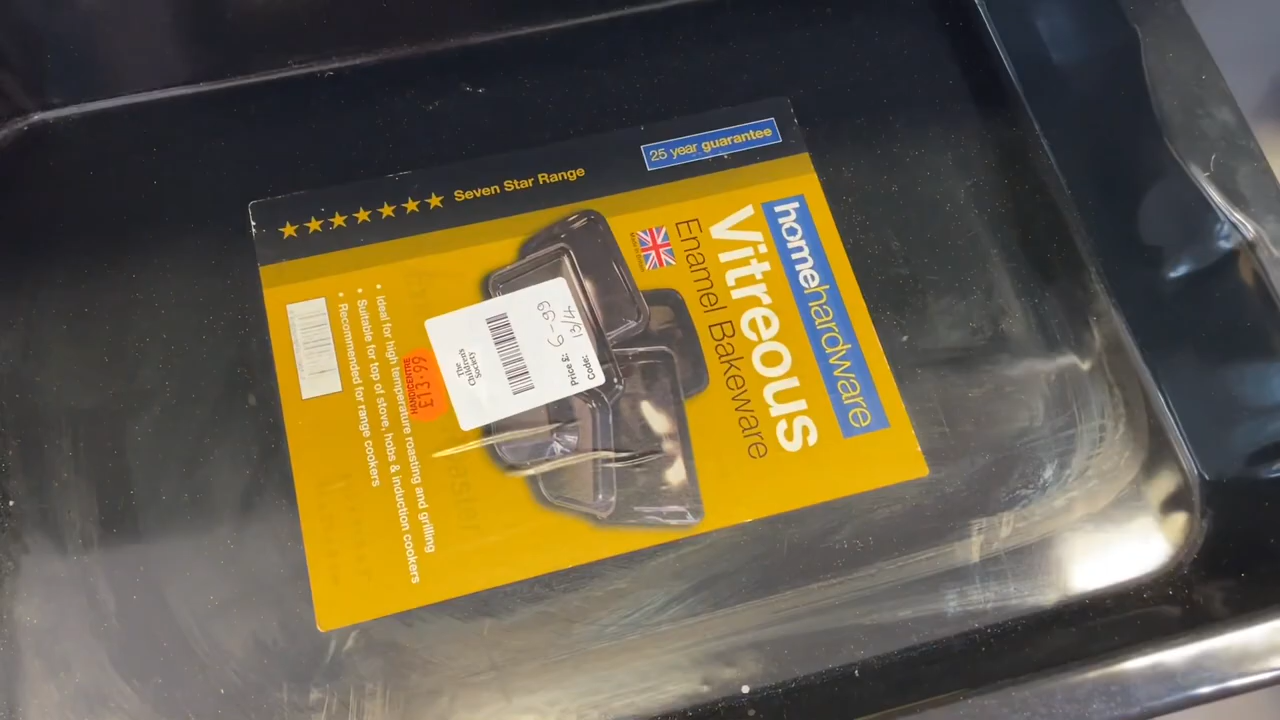 homehardware
Vitreous
Enamel Bakeware
25 year guarantee
Seven Star Range
The
Childrens
Society
Price £: 6-99
Code: 13/4
£13.99
• Ideal for high temperature roasting and grilling
• Suitable for top of stove, hobs & induction cookers
• Recommended for range cookers